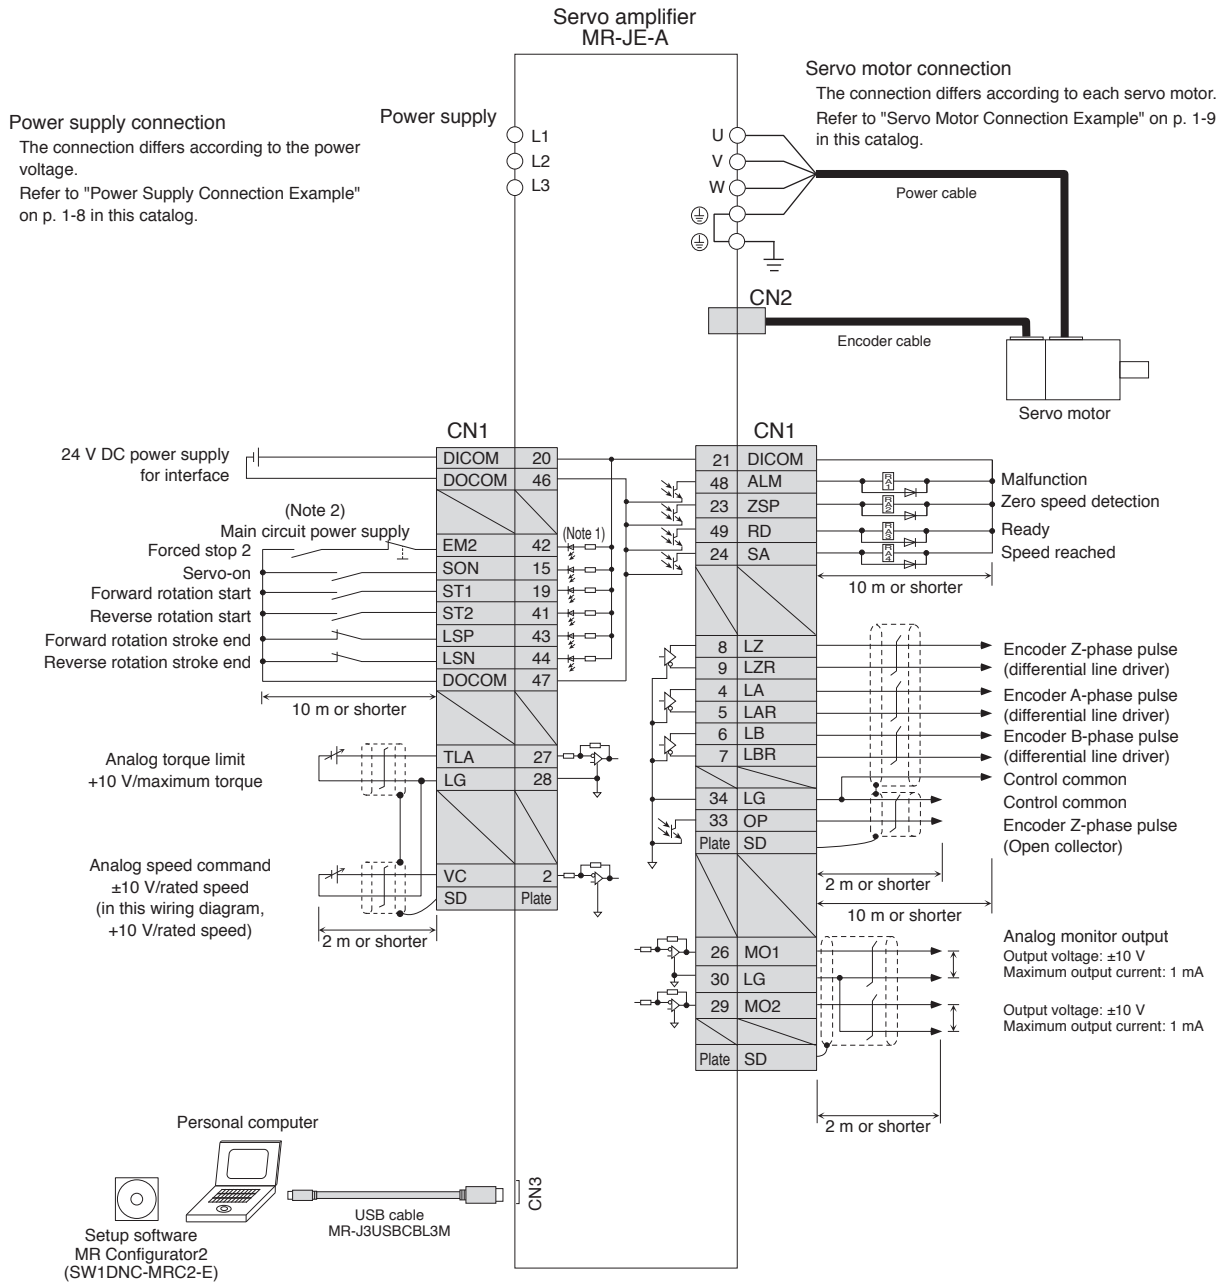 Servo amplifier
MR-JE-A
Power supply connection
The connection differs according to the power
voltage.
Refer to "Power Supply Connection Example"
on p. 1-8 in this catalog.
Power supply
L1
L2
L3
Servo motor connection
The connection differs according to each servo motor.
Refer to "Servo Motor Connection Example" on p. 1-9
in this catalog.
U
V
W
Power cable
CN2
Encoder cable
Servo motor
CN1
24 V DC power supply
for interface
DICOM 20
DOCOM 46
(Note 2)
Main circuit power supply
(Note 1)
Forced stop 2
EM2 42
Servo-on
SON 15
Forward rotation start
ST1 19
Reverse rotation start
ST2 41
Forward rotation stroke end
LSP 43
Reverse rotation stroke end
LSN 44
DOCOM 47
10 m or shorter
Analog torque limit
+10 V/maximum torque
TLA 27
LG 28
Analog speed command
±10 V/rated speed
(in this wiring diagram,
+10 V/rated speed)
VC 2
SD Plate
2 m or shorter
CN1
21 DICOM
48 ALM
RA1
Malfunction
23 ZSP
RA2
Zero speed detection
49 RD
RA3
Ready
24 SA
RA4
Speed reached
10 m or shorter
8 LZ
9 LZR
Encoder Z-phase pulse
(differential line driver)
4 LA
5 LAR
Encoder A-phase pulse
(differential line driver)
6 LB
7 LBR
Encoder B-phase pulse
(differential line driver)
Control common
34 LG
Control common
33 OP
Encoder Z-phase pulse
(Open collector)
Plate SD
2 m or shorter
10 m or shorter
Analog monitor output
26 MO1
Output voltage: ±10 V
Maximum output current: 1 mA
30 LG
29 MO2
Output voltage: ±10 V
Maximum output current: 1 mA
Plate SD
2 m or shorter
Personal computer
CN3
USB cable
MR-J3USBCBL3M
Setup software
MR Configurator2
(SW1DNC-MRC2-E)